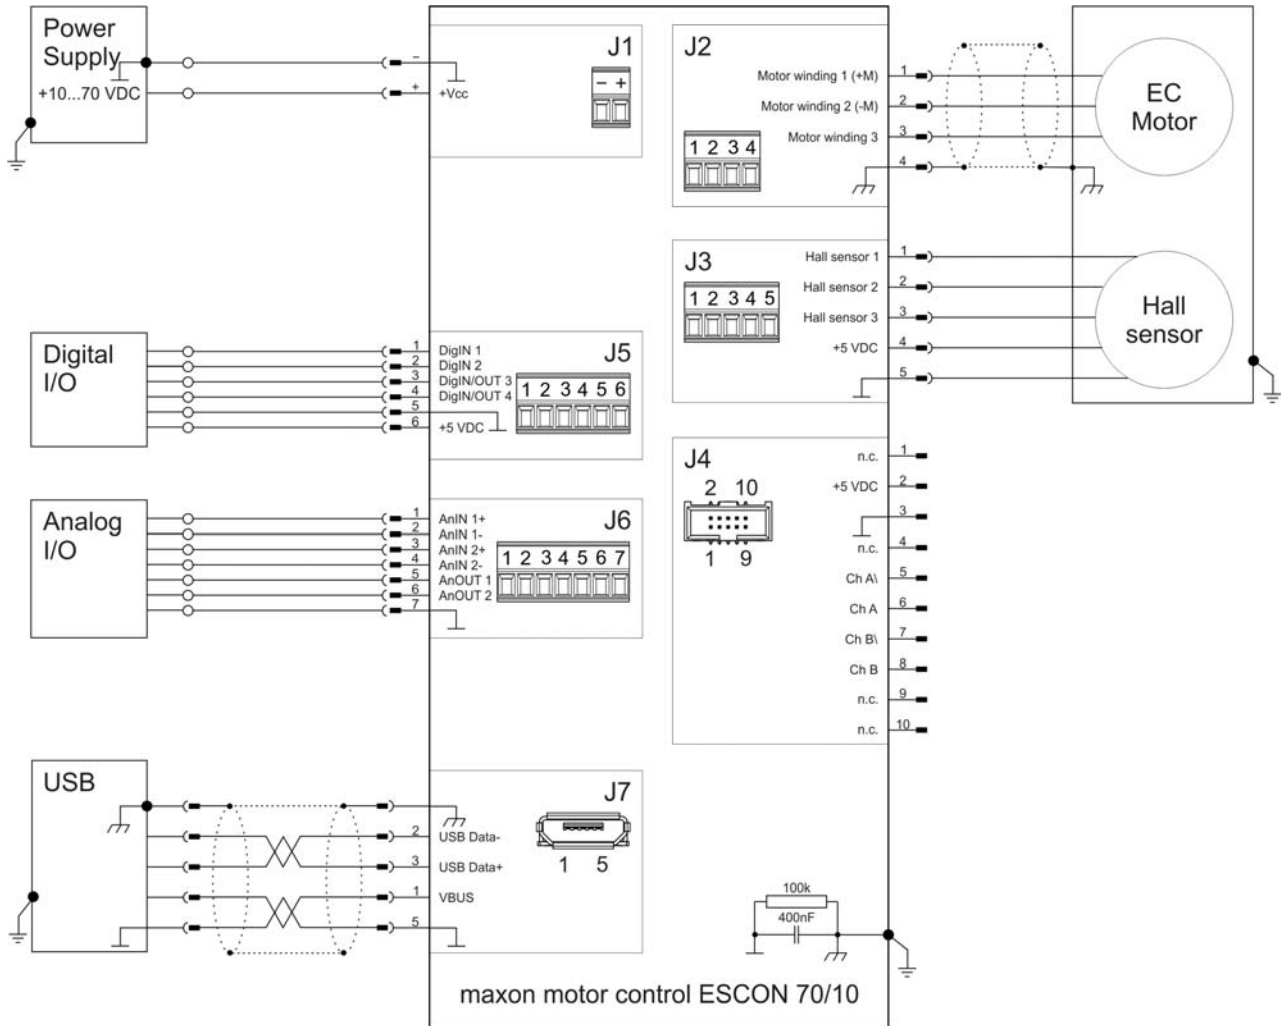 Power
Supply
+10...70 VDC
−
+
+Vcc
J1
− +
J2
Motor winding 1 (+M)
Motor winding 2 (-M)
Motor winding 3
1 2 3 4
1
2
3
4
EC
Motor
J3
Hall sensor 1
Hall sensor 2
Hall sensor 3
+5 VDC
1 2 3 4 5
1
2
3
4
5
Hall
sensor
Digital
I/O
1
2
3
4
5
6
DigIN 1
DigIN 2
DigIN/OUT 3
DigIN/OUT 4
+5 VDC
J5
1 2 3 4 5 6
J4
2 10
1 9
n.c.
+5 VDC
n.c.
Ch A\
Ch A
Ch B\
Ch B
n.c.
n.c.
1
2
3
4
5
6
7
8
9
10
Analog
I/O
1
2
3
4
5
6
7
AnIN 1+
AnIN 1-
AnIN 2+
AnIN 2-
AnOUT 1
AnOUT 2
J6
1 2 3 4 5 6 7
USB
2
3
1
5
USB Data-
USB Data+
VBUS
J7
1 5
100k
400nF
maxon motor control ESCON 70/10